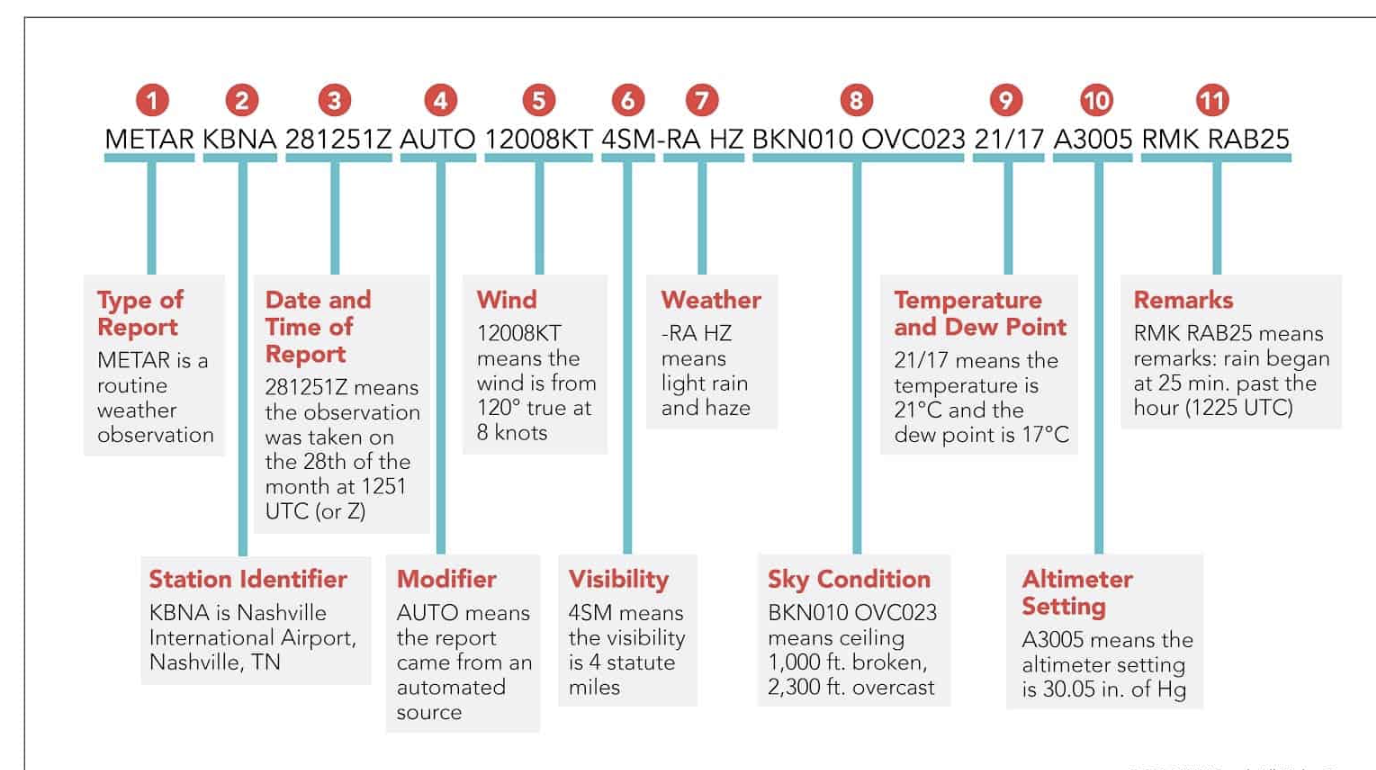 1 2 3 4 5 6 7 8 9 10 11
METAR KBNA 281251Z AUTO 12008KT 4SM-RA HZ BKN010 OVC023 21/17 A3005 RMK RAB25
Type of
Report
METAR is a
routine
weather
observation
Date and
Time of
Report
281251Z means
the observation
was taken on
the 28th of the
month at 1251
UTC (or Z)
Wind
12008KT
means the
wind is from
120° true at
8 knots
Weather
-RA HZ
means
light rain
and haze
Temperature
and Dew Point
21/17 means the
temperature is
21°C and the
dew point is 17°C
Remarks
RMK RAB25 means
remarks: rain began
at 25 min. past the
hour (1225 UTC)
Station Identifier
KBNA is Nashville
International Airport,
Nashville, TN
Modifier
AUTO means
the report
came from an
automated
source
Visibility
4SM means
the visibility
is 4 statute
miles
Sky Condition
BKN010 OVC023
means ceiling
1,000 ft. broken,
2,300 ft. overcast
Altimeter
Setting
A3005 means the
altimeter setting
is 30.05 in. of Hg